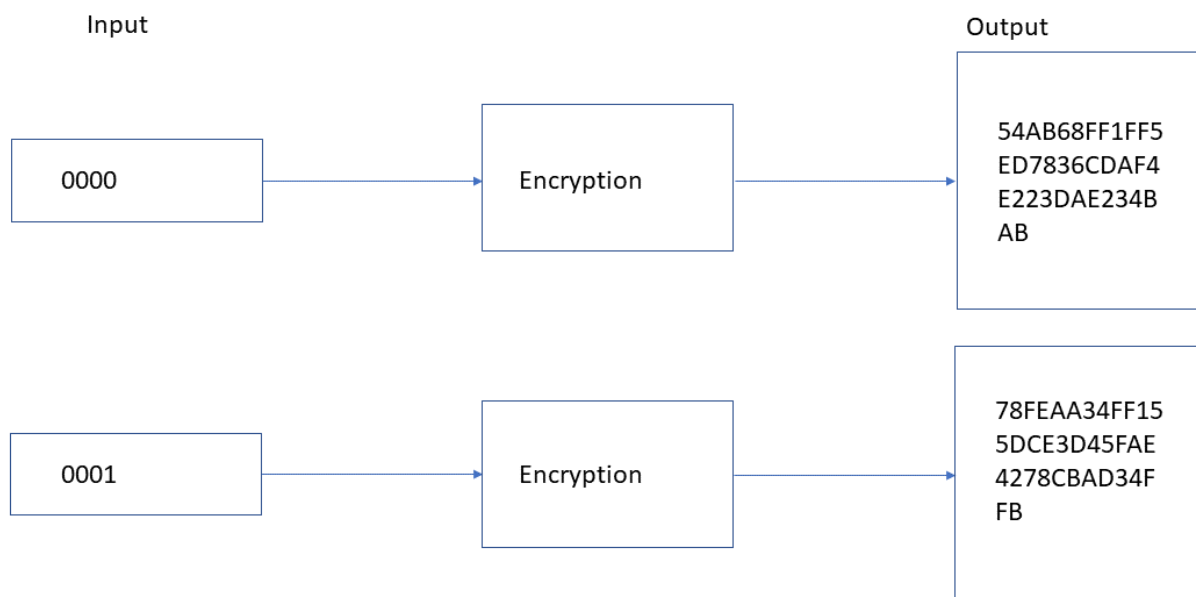 Input
Output
0000
Encryption
54AB68FF1FF5
ED7836CDAF4
E223DAE234B
AB
0001
Encryption
78FEAA34FF15
5DCE3D45FAE
4278CBAD34F
FB